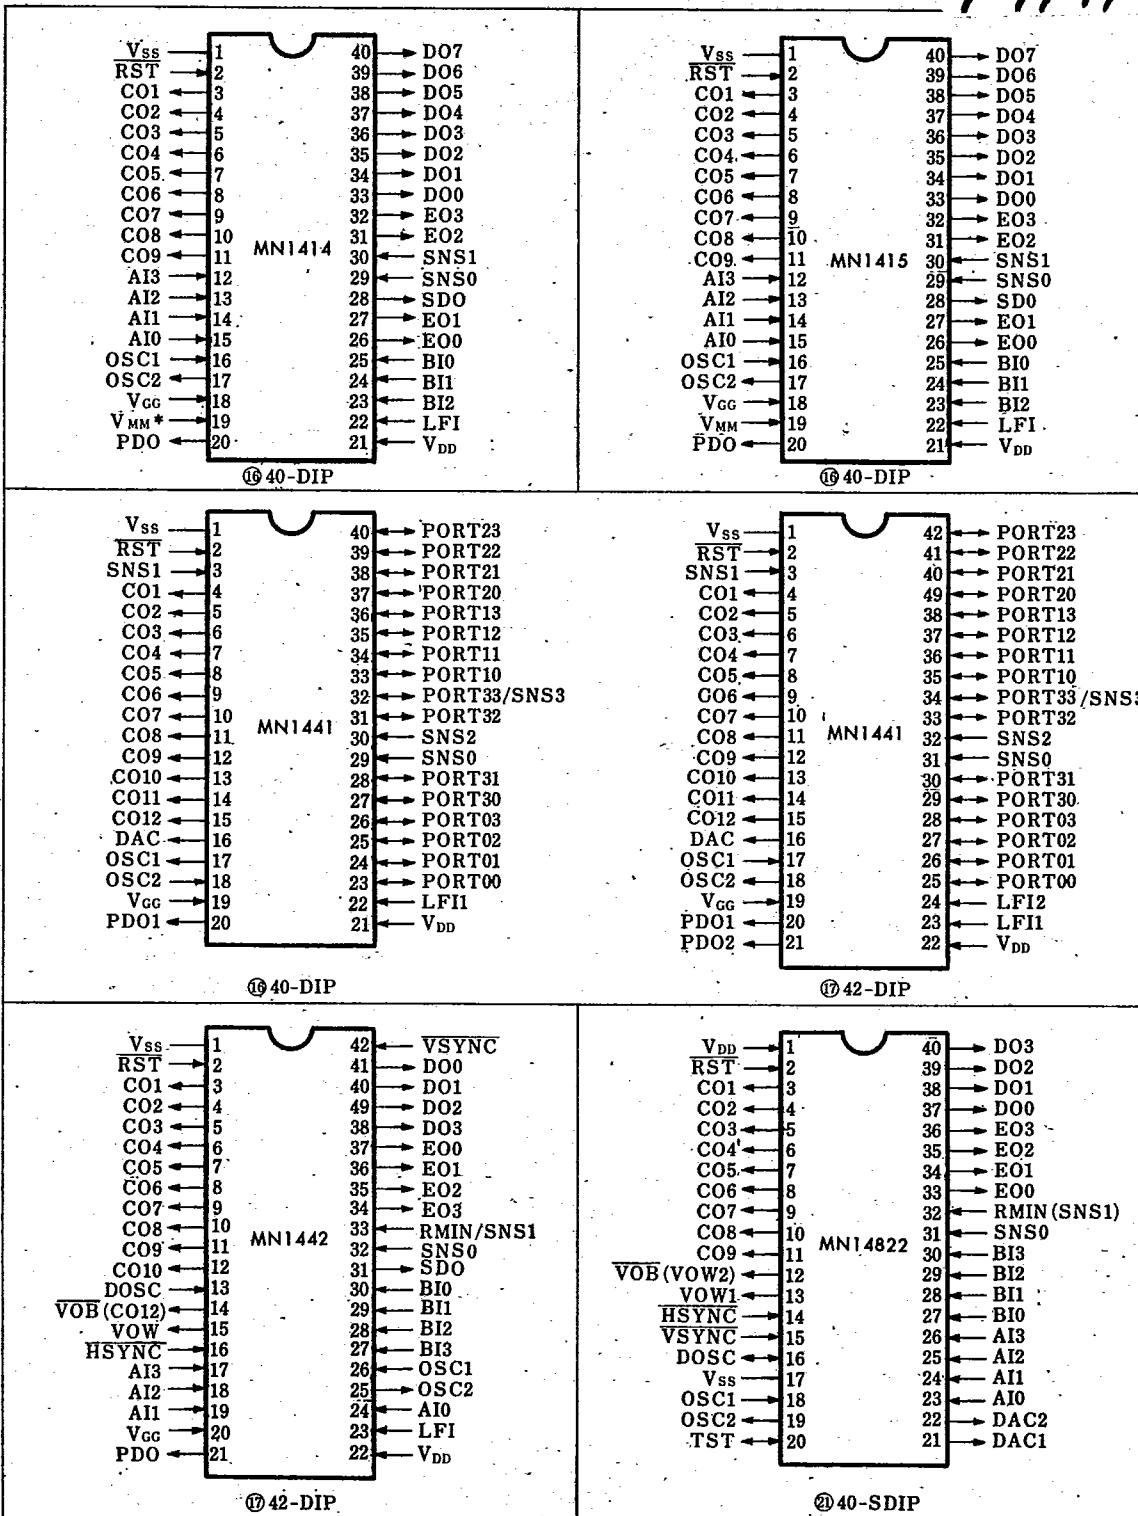 VSS 1 40 DO7
RST 2 39 DO6
CO1 3 38 DO5
CO2 4 37 DO4
CO3 5 36 DO3
CO4 6 35 DO2
CO5 7 34 DO1
CO6 8 33 DO0
CO7 9 32 EO3
CO8 10 31 EO2
CO9 11 MN1414 30 SNS1
AI3 12 29 SNS0
AI2 13 28 SDO
AI1 14 27 EO1
AI0 15 26 EO0
OSC1 16 25 BI0
OSC2 17 24 BI1
VGG 18 23 BI2
VMM* 19 22 LFI
PDO 20 21 VDD
⑯40-DIP
VSS 1 40 DO7
RST 2 39 DO6
CO1 3 38 DO5
CO2 4 37 DO4
CO3 5 36 DO3
CO4 6 35 DO2
CO5 7 34 DO1
CO6 8 33 DO0
CO7 9 32 EO3
CO8 10 31 EO2
CO9 11 MN1415 30 SNS1
AI3 12 29 SNS0
AI2 13 28 SD0
AI1 14 27 EO1
AI0 15 26 EO0
OSC1 16 25 BI0
OSC2 17 24 BI1
VGG 18 23 BI2
VMM 19 22 LFI
PDO 20 21 VDD
⑯40-DIP
VSS 1 40 PORT23
RST 2 39 PORT22
SNS1 3 38 PORT21
CO1 4 37 PORT20
CO2 5 36 PORT13
CO3 6 35 PORT12
CO4 7 34 PORT11
CO5 8 33 PORT10
CO6 9 32 PORT33/SNS3
CO7 10 MN1441 31 PORT32
CO8 11 30 SNS2
CO9 12 29 SNS0
CO10 13 28 PORT31
CO11 14 27 PORT30
CO12 15 26 PORT03
DAC 16 25 PORT02
OSC1 17 24 PORT01
OSC2 18 23 PORT00
VGG 19 22 LFI1
PDO1 20 21 VDD
⑯40-DIP
VSS 1 42 PORT23
RST 2 41 PORT22
SNS1 3 40 PORT21
CO1 4 49 PORT20
CO2 5 38 PORT13
CO3 6 37 PORT12
CO4 7 36 PORT11
CO5 8 35 PORT10
GO6 9 34 PORT33/SNS3
CO7 10 MN1441 33 PORT32
CO8 11 32 SNS2
CO9 12 31 SNS0
CO10 13 30 PORT31
CO11 14 29 PORT30
CO12 15 28 PORT03
DAC 16 27 PORT02
OSC1 17 26 PORT01
OSC2 18 25 PORT00
VGG 19 24 LFI2
PDO1 20 23 LFI1
PDO2 21 22 VDD
⑰42-DIP
VSS 1 42 VSYNC
RST 2 41 DO0
CO1 3 40 DO1
CO2 4 49 DO2
CO3 5 38 DO3
CO4 6 37 EO0
CO5 7 36 EO1
CO6 8 35 EO2
CO7 9 34 EO3
CO8 10 MN1442 33 RMIN/SNS1
CO9 11 32 SNS0
CO10 12 31 SDO
DOSC 13 30 BI0
VOB(CO12) 14 29 BI1
VOW 15 28 BI2
HSYNC 16 27 BI3
AI3 17 26 OSC1
AI2 18 25 OSC2
AI1 19 24 AI0
VGG 20 23 LFI
PDO 21 22 VDD
⑰42-DIP
VDD 1 40 DO3
RST 2 39 DO2
CO1 3 38 DO1
CO2 4 37 DO0
CO3 5 36 EO3
CO4 6 35 EO2
CO5 7 34 EO1
CO6 8 33 EO0
CO7 9 32 RMIN(SNS1)
CO8 10 MN14822 31 SNS0
CO9 11 30 BI3
VOB(VOW2) 12 29 BI2
VOW1 13 28 BI1
HSYNC 14 27 BI0
VSYNC 15 26 AI3
DOSC 16 25 AI2
VSS 17 24 AI1
OSC1 18 23 AI0
OSC2 19 22 DAC2
TST 20 21 DAC1
㉑40-SDIP